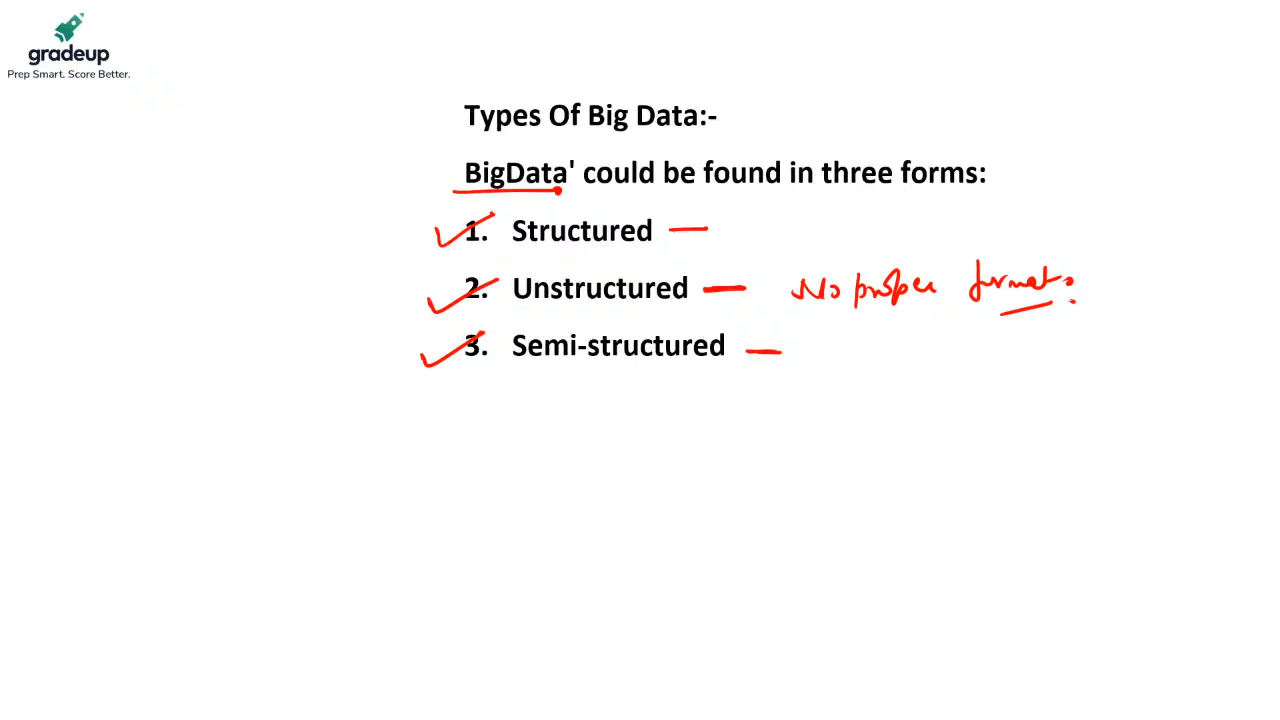 gradeup
Prep Smart. Score Better.
Types Of Big Data:-
BigData' could be found in three forms:
1. Structured
2. Unstructured — No proper format.
3. Semi-structured